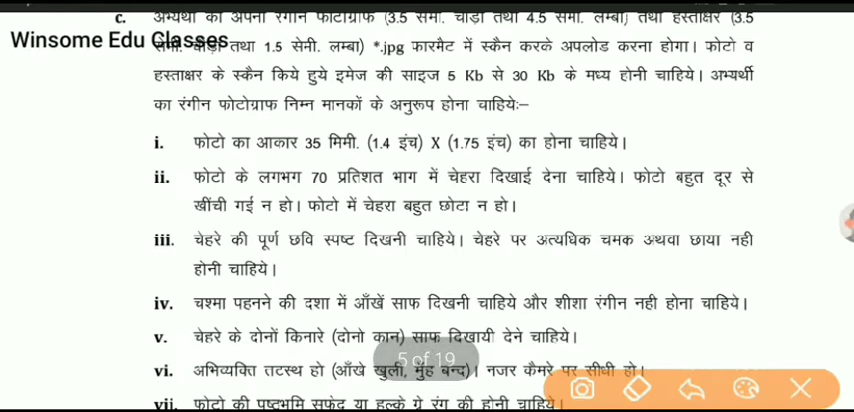 c. अभ्यर्थी को अपना रंगीन फोटोग्राफ (3.5 सेमी. चौड़ा तथा 4.5 सेमी. लम्बा) तथा हस्ताक्षर (3.5
Winsome Edu Classes
सेमी. चौड़ा तथा 1.5 सेमी. लम्बा) *.jpg फारमैट में स्कैन करके अपलोड करना होगा। फोटो व
हस्ताक्षर के स्कैन किये हुये इमेज की साइज 5 Kb से 30 Kb के मध्य होनी चाहिये। अभ्यर्थी
का रंगीन फोटोग्राफ निम्न मानकों के अनुरूप होना चाहियेः–
i. फोटो का आकार 35 मिमी. (1.4 इंच) X (1.75 इंच) का होना चाहिये।
ii. फोटो के लगभग 70 प्रतिशत भाग में चेहरा दिखाई देना चाहिये। फोटो बहुत दूर से
खींची गई न हो। फोटो में चेहरा बहुत छोटा न हो।
iii. चेहरे की पूर्ण छवि स्पष्ट दिखनी चाहिये। चेहरे पर अत्यधिक चमक अथवा छाया नही
होनी चाहिये।
iv. चश्मा पहनने की दशा में आँखें साफ दिखनी चाहिये और शीशा रंगीन नही होना चाहिये।
v. चेहरे के दोनों किनारे (दोनो कान) साफ दिखायी देने चाहिये।
5 of 19
vi. अभिव्यक्ति तटस्थ हो (आँखे खुली, मुँह बन्द)। नजर कैमरे पर सीधी हो।
vii. फोटो की पृष्टभूमि सफेद या हल्के ग्रे रंग की होनी चाहिये।